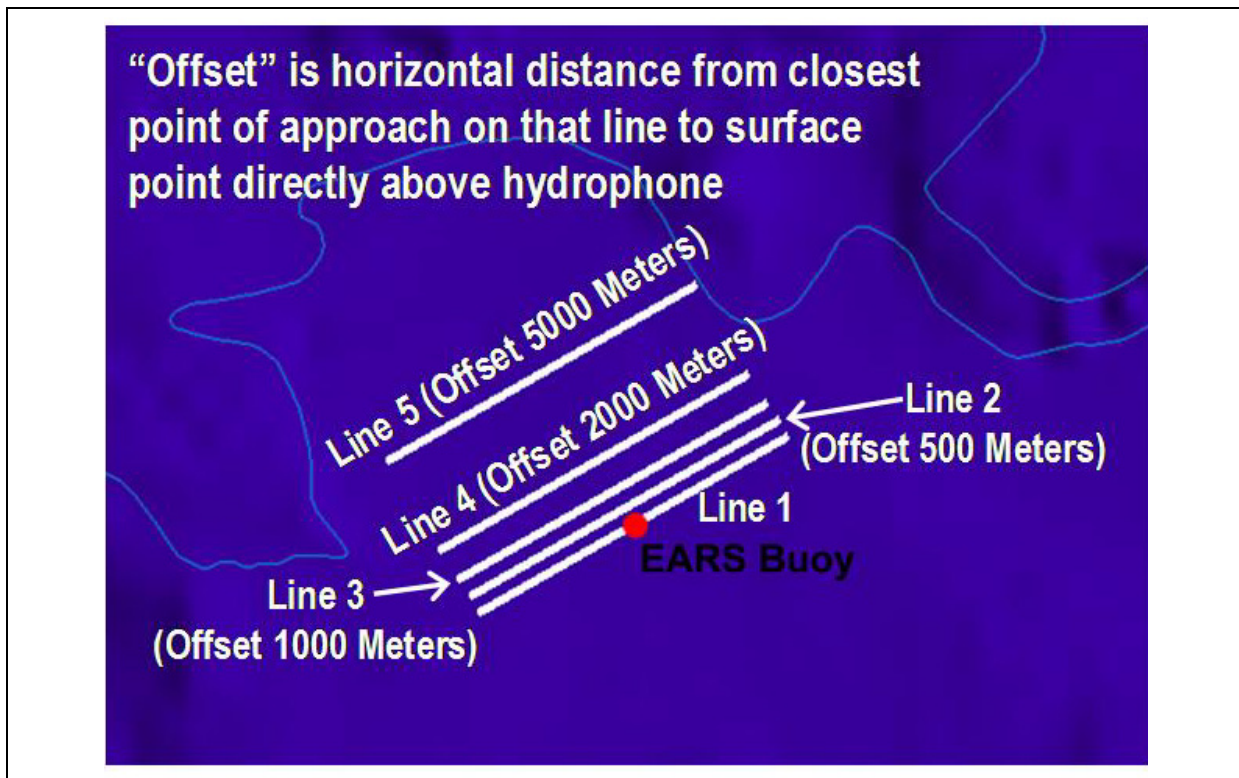 “Offset” is horizontal distance from closest
point of approach on that line to surface
point directly above hydrophone
Line 5 (Offset 5000 Meters)
Line 4 (Offset 2000 Meters)
Line 2
(Offset 500 Meters)
Line 1
EARS Buoy
Line 3
(Offset 1000 Meters)